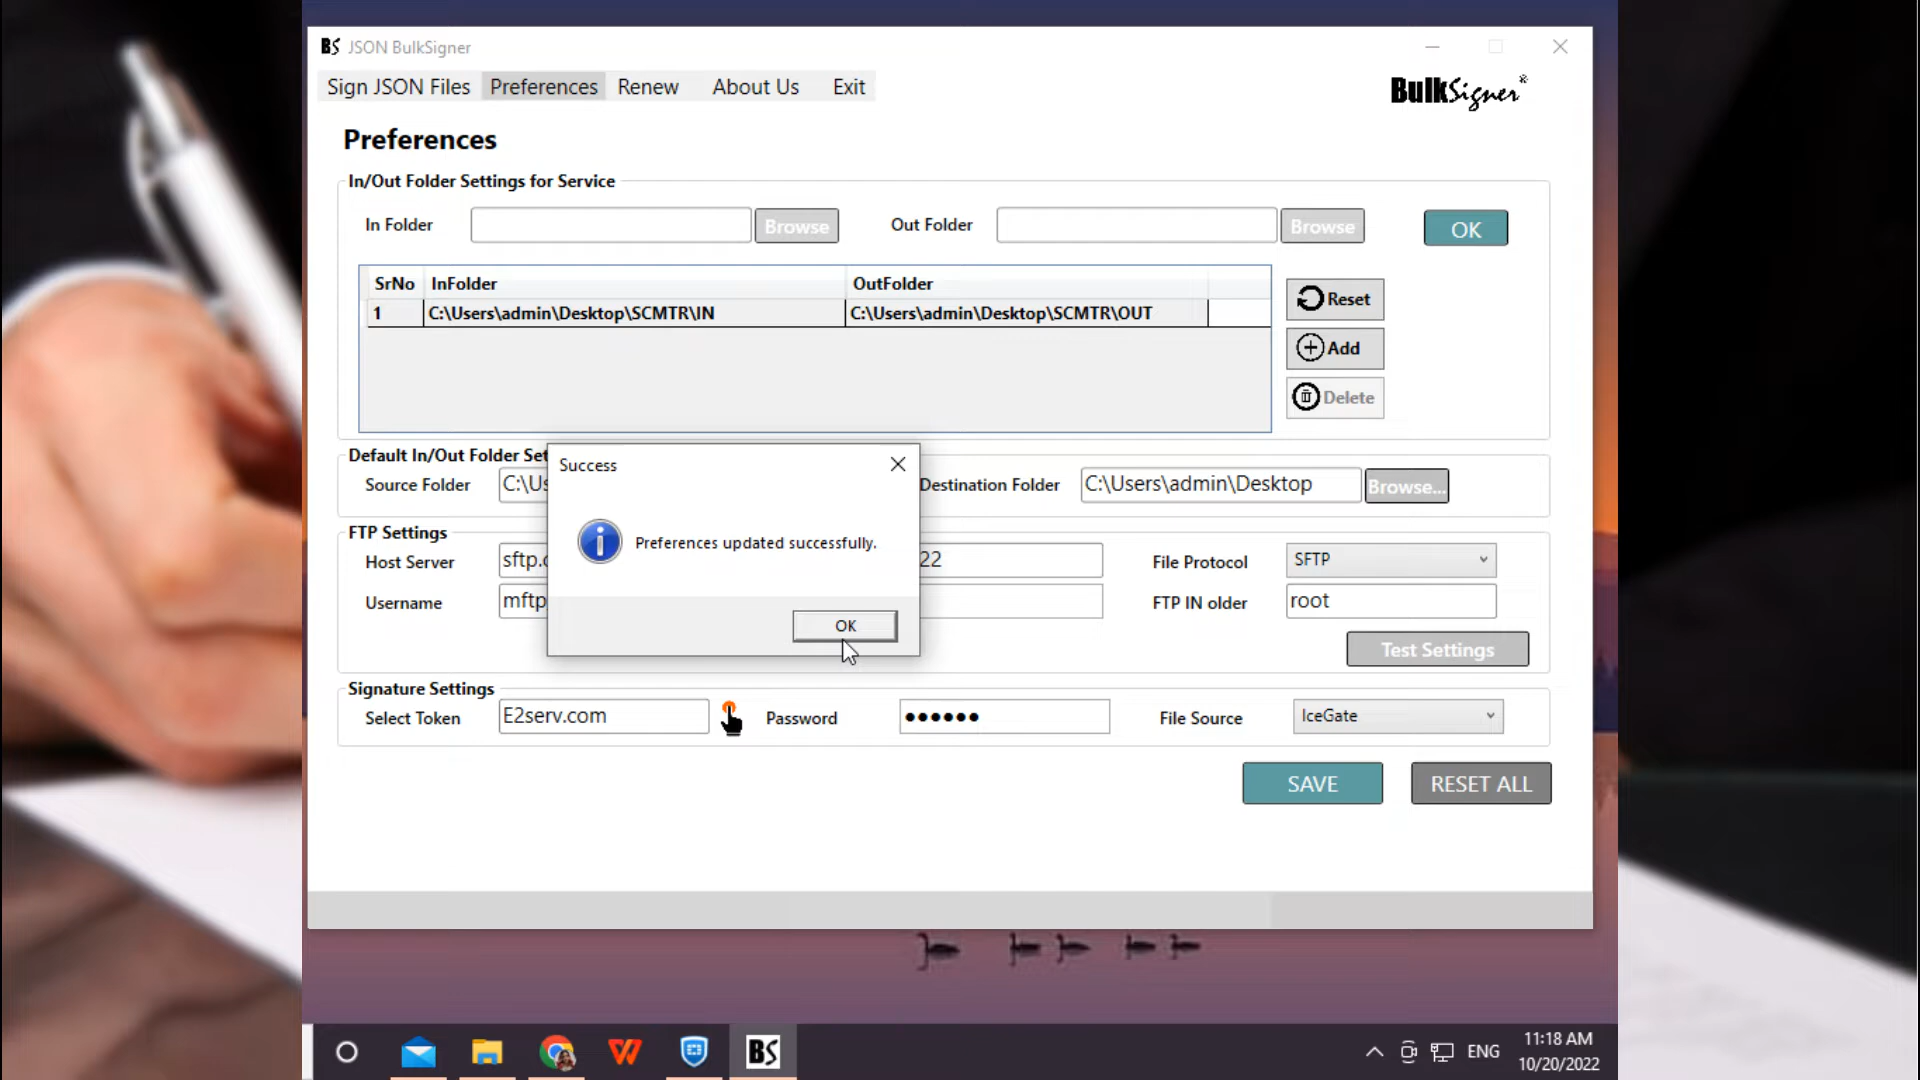 BS JSON BulkSigner
Sign JSON Files Preferences Renew About Us Exit
BulkSigner®
Preferences
In/Out Folder Settings for Service
In Folder Browse Out Folder Browse OK
SrNo InFolder OutFolder
1 C:\Users\admin\Desktop\SCMTR\IN C:\Users\admin\Desktop\SCMTR\OUT
Reset
Add
Delete
Default In/Out Folder Set
Source Folder C:\Us Destination Folder C:\Users\admin\Desktop Browse...
Success
Preferences updated successfully.
OK
FTP Settings
Host Server sftp. 22 File Protocol SFTP
Username mftp FTP IN older root
Test Settings
Signature Settings
Select Token E2serv.com Password ●●●●●● File Source IceGate
SAVE RESET ALL
BS ENG 11:18 AM
10/20/2022